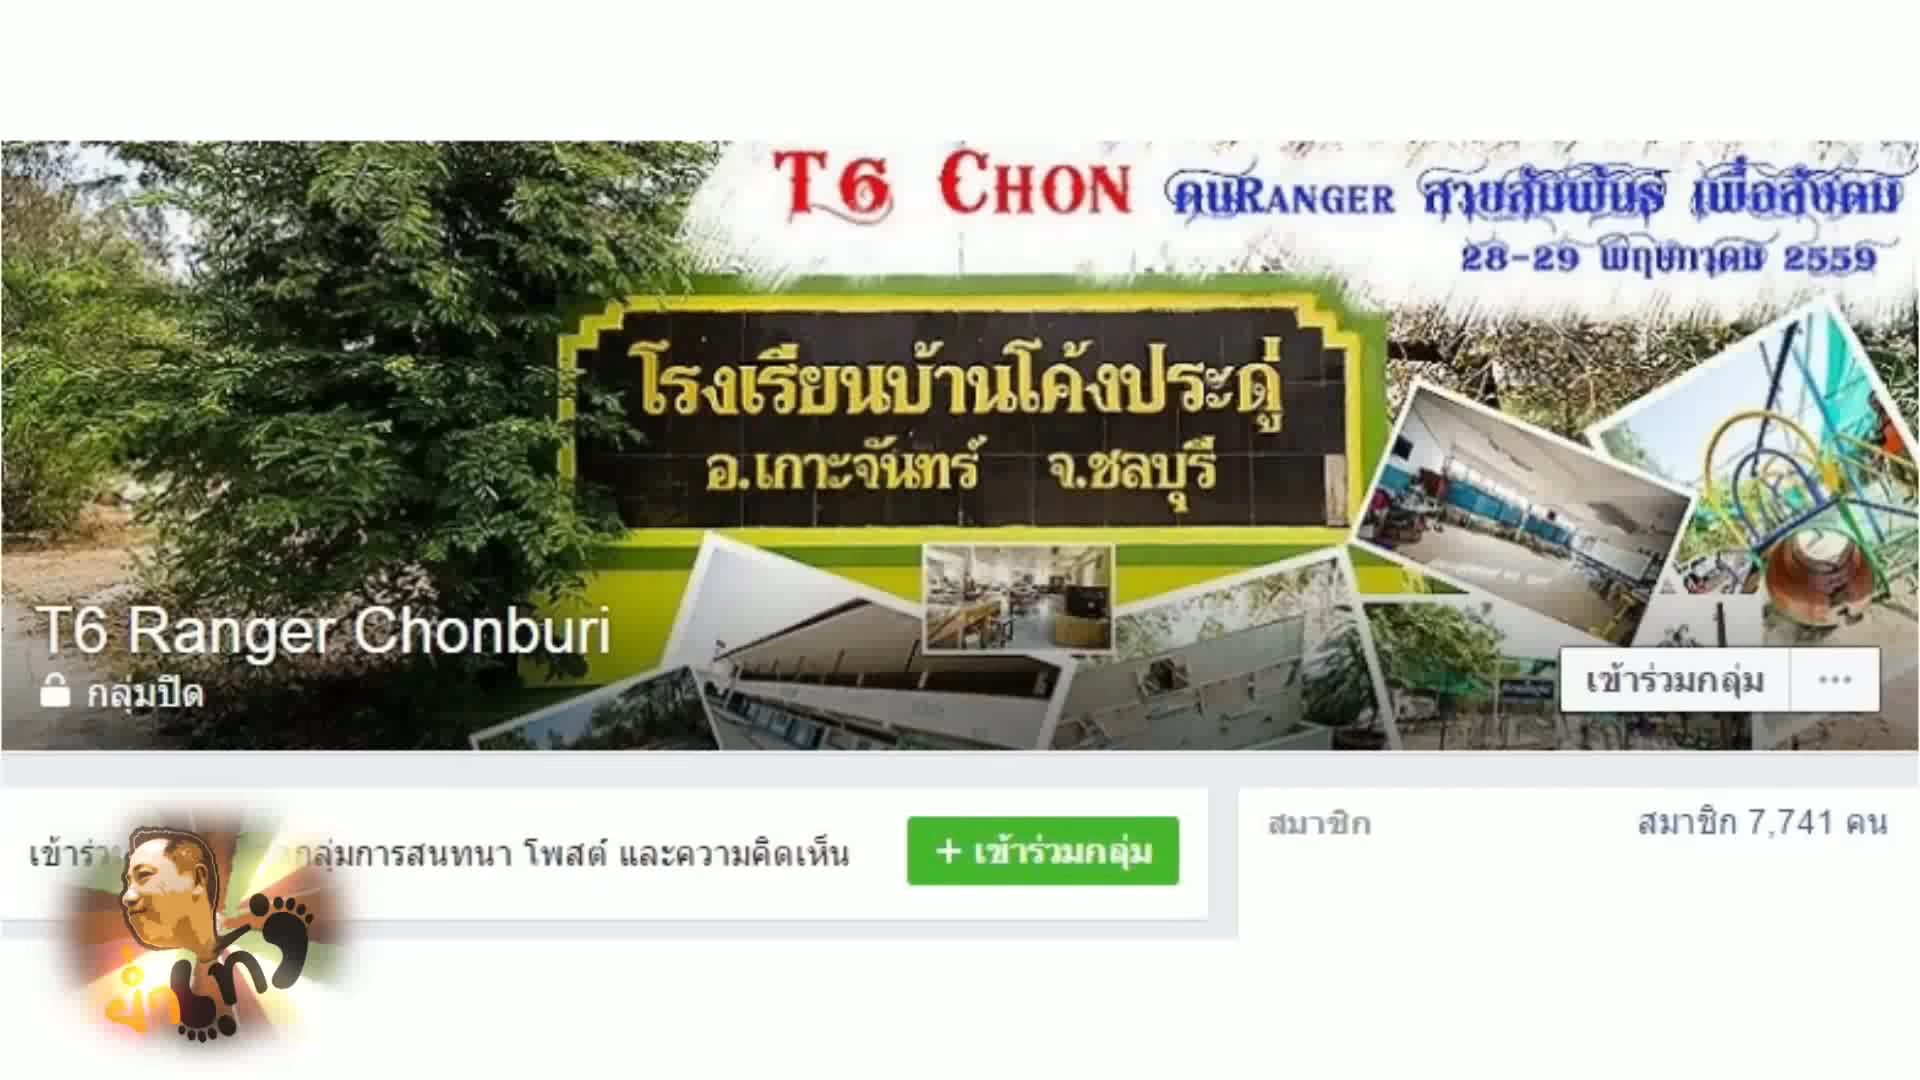 T6 CHON คนRANGER สวยสัมพันธ์ เพื่อสังคม
28-29 พฤษภาคม 2559
โรงเรียนบ้านโค้งประดู่
อ.เกาะจันทร์ จ.ชลบุรี
T6 Ranger Chonburi
กลุ่มปิด
เข้าร่วมกลุ่ม
กลุ่มการสนทนา โพสต์ และความคิดเห็น
+ เข้าร่วมกลุ่ม
สมาชิก
สมาชิก 7,741 คน